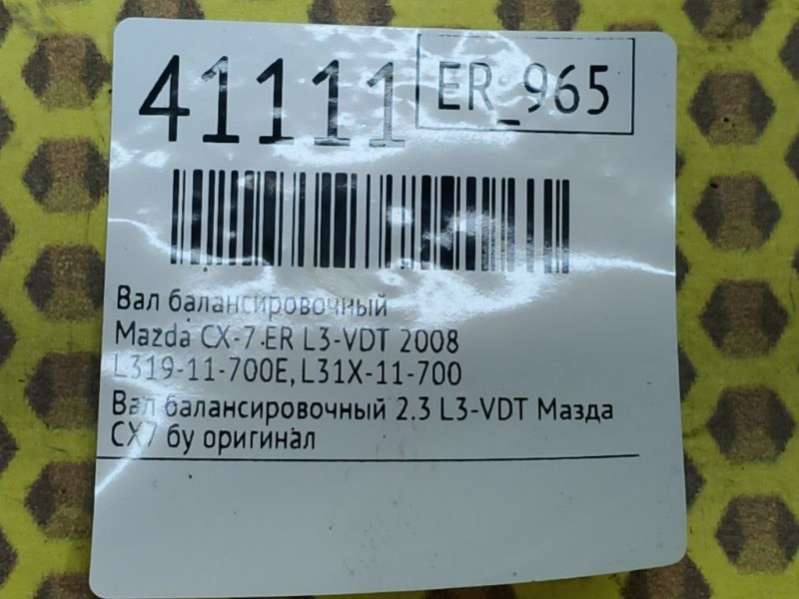 41111
ER_965
Вал балансировочный
Mazda CX-7 ER L3-VDT 2008
L319-11-700E, L31X-11-700
Вал балансировочный 2.3 L3-VDT Мазда
CX7 бу оригинал